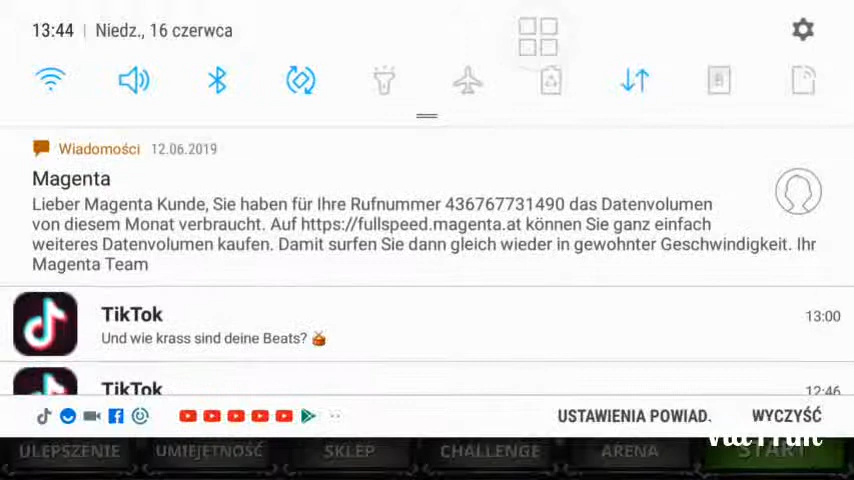 13:44 | Niedz., 16 czerwca
Wiadomości 12.06.2019
Magenta
Lieber Magenta Kunde, Sie haben für Ihre Rufnummer 436767731490 das Datenvolumen
von diesem Monat verbraucht. Auf https://fullspeed.magenta.at können Sie ganz einfach
weiteres Datenvolumen kaufen. Damit surfen Sie dann gleich wieder in gewohnter Geschwindigkeit. Ihr
Magenta Team
TikTok 13:00
Und wie krass sind deine Beats? 🥁
TikTok 12:46
USTAWIENIA POWIAD. WYCZYŚĆ
ULEPSZENIE UMIEJĘTNOŚĆ SKLEP CHALLENGE ARENA START